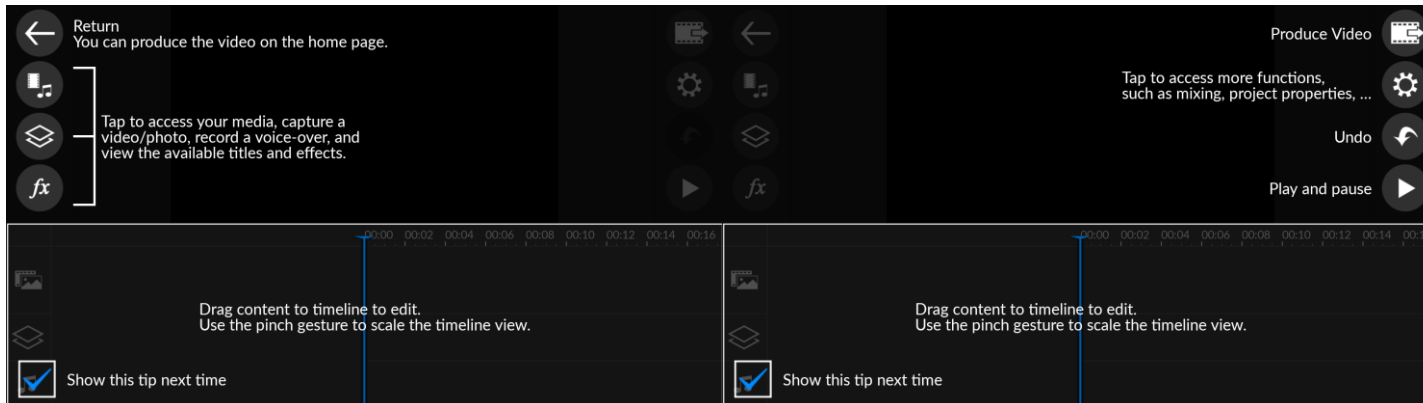 Return
You can produce the video on the home page.
Tap to access your media, capture a
video/photo, record a voice-over, and
view the available titles and effects.
fx
fx
Produce Video
Tap to access more functions,
such as mixing, project properties, ...
Undo
Play and pause
00:00 00:02 00:04 00:06 00:08 00:10 00:12 00:14 00:16
Drag content to timeline to edit.
Use the pinch gesture to scale the timeline view.
Show this tip next time
00:00 00:02 00:04 00:06 00:08 00:10 00:12 00:14
Drag content to timeline to edit.
Use the pinch gesture to scale the timeline view.
Show this tip next time